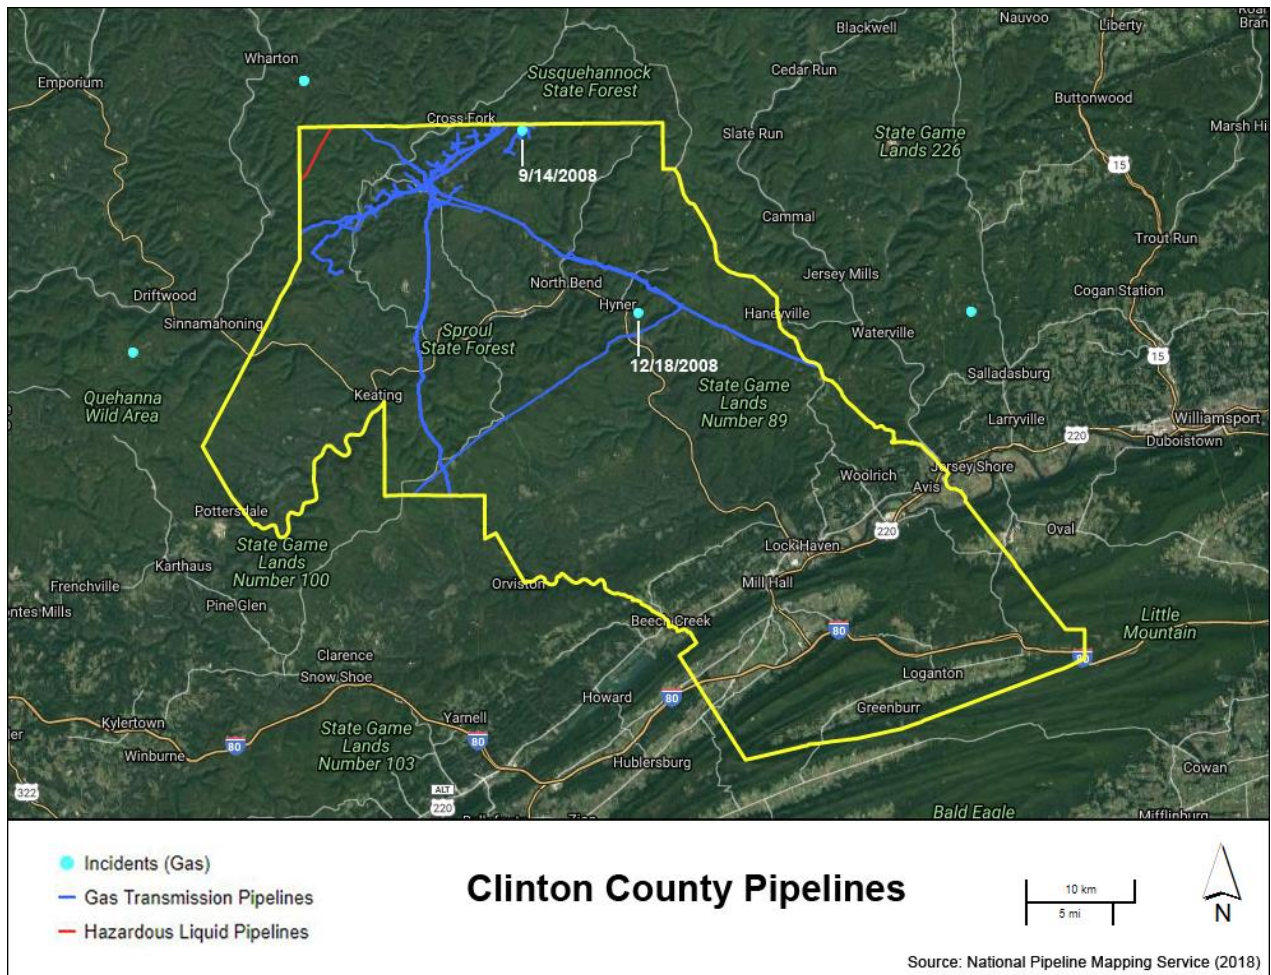 Blackwell
Nauvoo
Liberty
Bran
Wharton
Emporium
Susquehannock
State Forest
Cedar Run
Buttonwood
Cross Fork
Slate Run
State Game
Lands 226
Marsh Hi
15
9/14/2008
Cammal
Trout Run
Jersey Mills
North Bend
Cogan Station
Driftwood
Hyner
Haneyville
Sinnamahoning
Sproul
State Forest
Waterville
15
12/18/2008
Salladasburg
Quehanna
Wild Area
Keating
State Game
Lands
Number 89
Larryville
Williamsport
220
Duboistown
Jersey Shore
Woolrich
Avis
Pottersdale
220
Oval
State Game
Lands
Number 100
Lock Haven
Karthaus
Frenchville
Orviston
Mill Hall
ntes Mills
Pine Glen
Beech Creek
Little
Mountain
80
Clarence
80
Snow Shoe
Loganton
Howard
80
Greenburr
Kylertown
Yarnell
State Game
Lands
Number 103
ler
80
80
Winburne
Hublersburg
Cowan
322
ALT
220
Bald Eagle
Mifflinburg
Incidents (Gas)
Gas Transmission Pipelines
Hazardous Liquid Pipelines
Clinton County Pipelines
10 km
5 mi
N
Source: National Pipeline Mapping Service (2018)